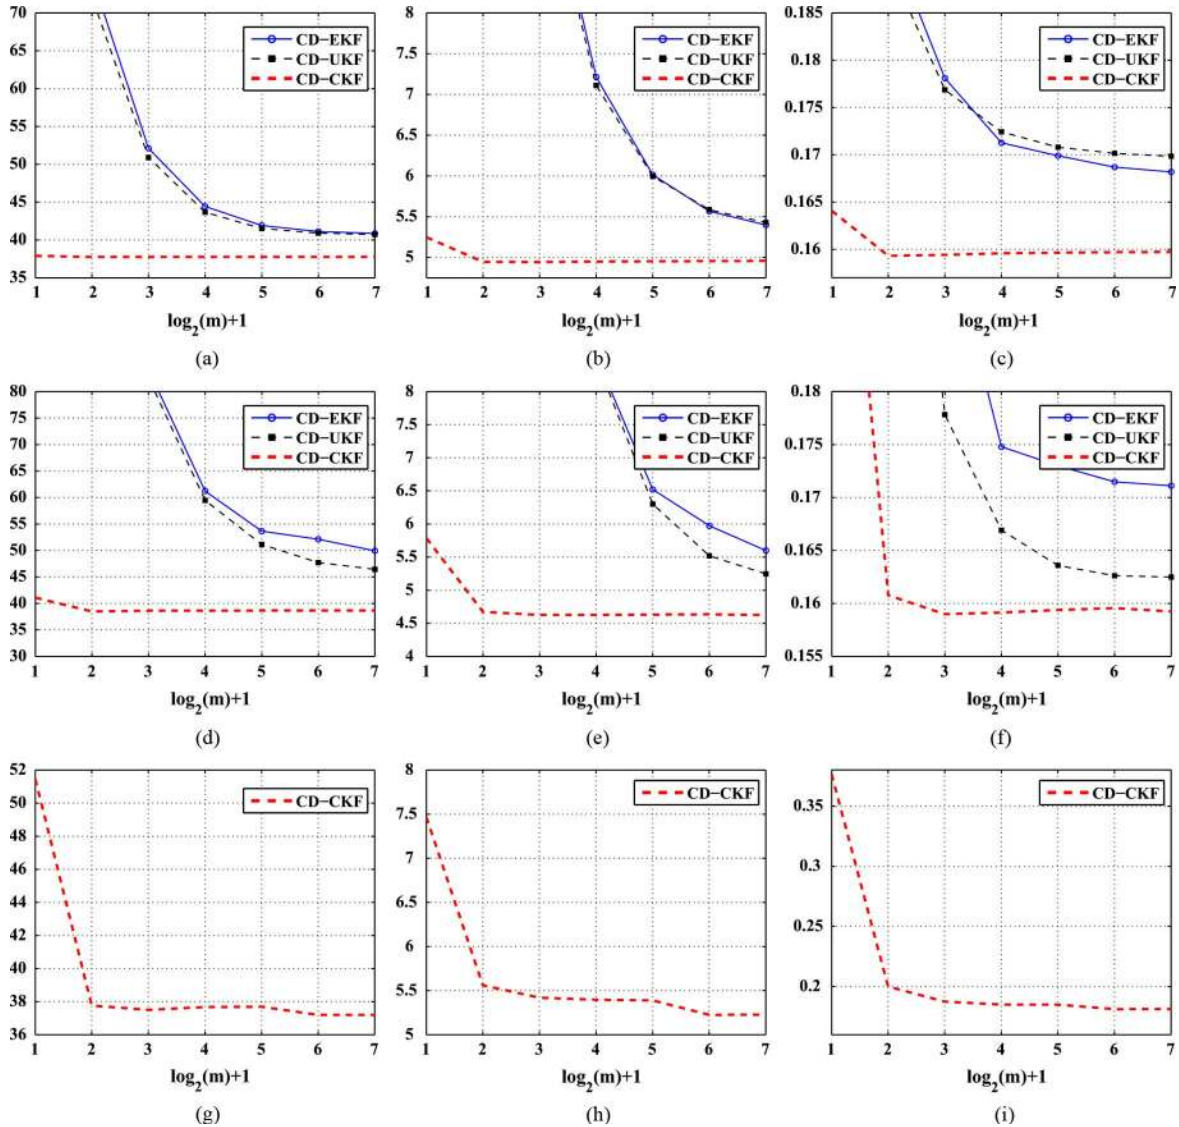 70
65
60
55
50
45
40
35
1 2 3 4 5 6 7
CD−EKF
CD−UKF
CD−CKF
log2(m)+1
(a)
8
7.5
7
6.5
6
5.5
5
1 2 3 4 5 6 7
CD−EKF
CD−UKF
CD−CKF
log2(m)+1
(b)
0.185
0.18
0.175
0.17
0.165
0.16
1 2 3 4 5 6 7
CD−EKF
CD−UKF
CD−CKF
log2(m)+1
(c)
80
75
70
65
60
55
50
45
40
35
30
1 2 3 4 5 6 7
CD−EKF
CD−UKF
CD−CKF
log2(m)+1
(d)
8
7.5
7
6.5
6
5.5
5
4.5
4
1 2 3 4 5 6 7
CD−EKF
CD−UKF
CD−CKF
log2(m)+1
(e)
0.18
0.175
0.17
0.165
0.16
0.155
1 2 3 4 5 6 7
CD−EKF
CD−UKF
CD−CKF
log2(m)+1
(f)
52
50
48
46
44
42
40
38
36
1 2 3 4 5 6 7
CD−CKF
log2(m)+1
(g)
8
7.5
7
6.5
6
5.5
5
1 2 3 4 5 6 7
CD−CKF
log2(m)+1
(h)
0.35
0.3
0.25
0.2
1 2 3 4 5 6 7
CD−CKF
log2(m)+1
(i)